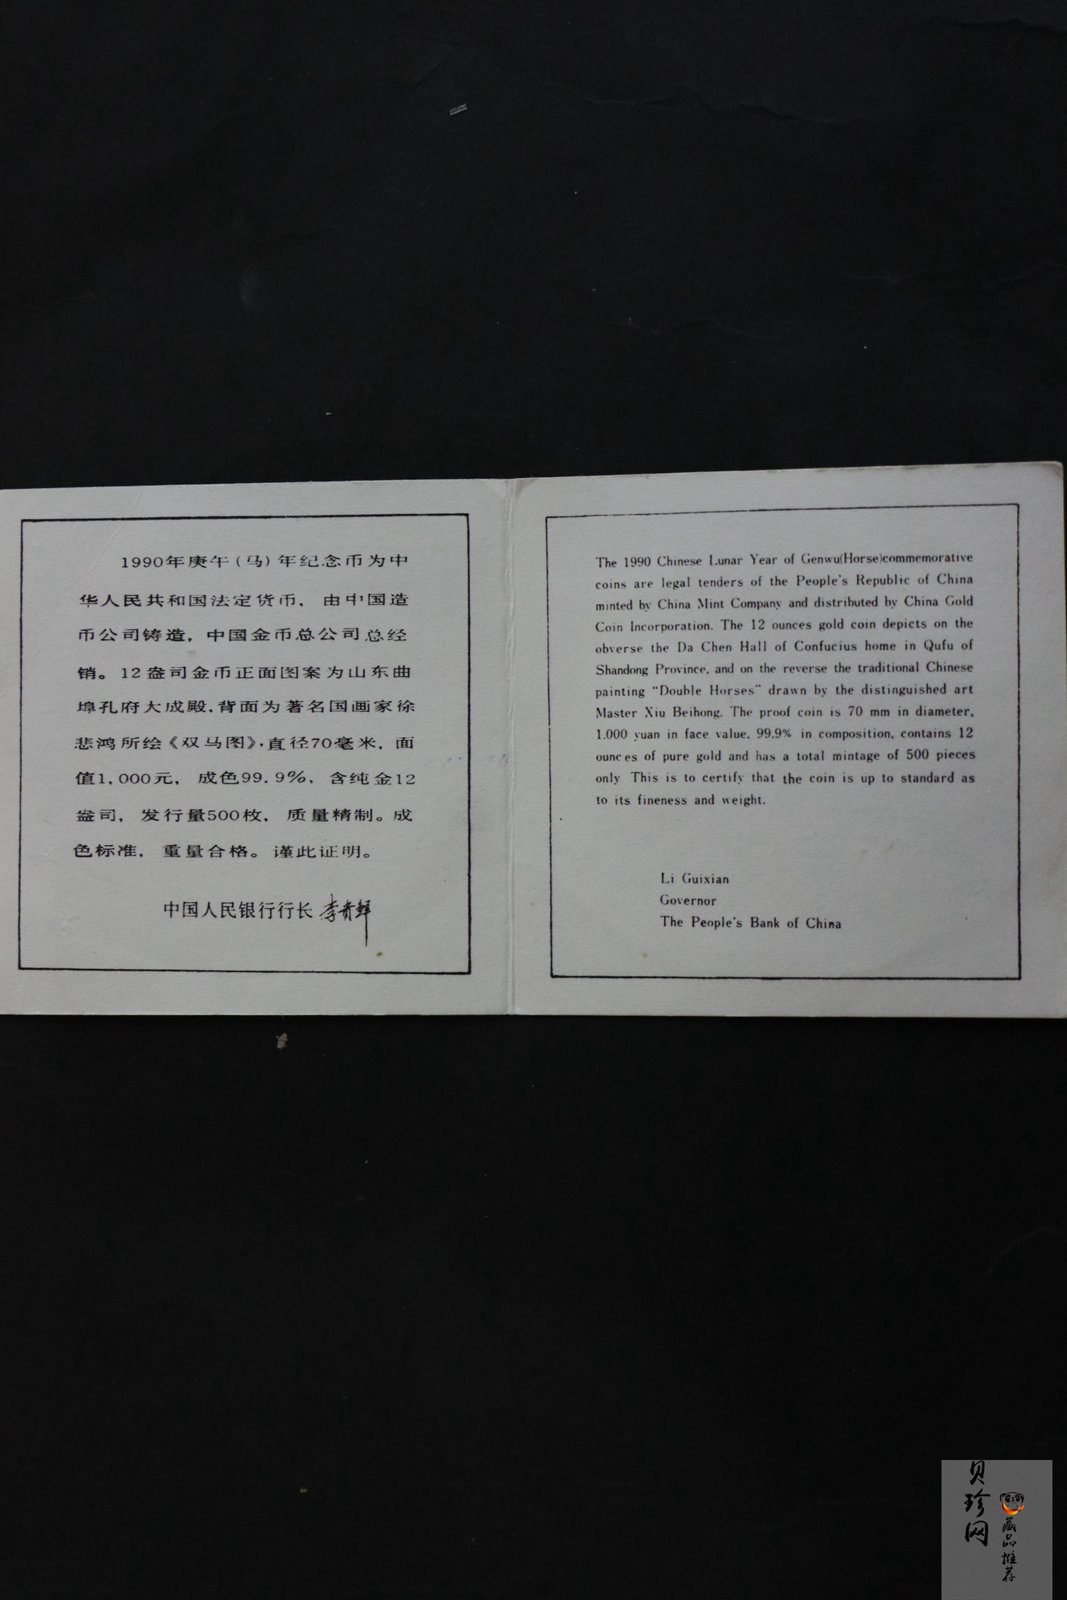 1990年庚午(马)年纪念币为中
华人民共和国法定货币, 由中国造
币公司铸造, 中国金币总公司总经
销。12盎司金币正面图案为山东曲
埠孔府大成殿, 背面为著名国画家徐
悲鸿所绘《双马图》·直径70毫米, 面
值1,000元, 成色99.9%, 含纯金12
盎司, 发行量500枚, 质量精制。成
色标准, 重量合格。谨此证明。
中国人民银行行长 李贵鲜
The 1990 Chinese Lunar Year of Genwu(Horse)commemorative
coins are legal tenders of the People's Republic of China
minted by China Mint Company and distributed by China Gold
Coin Incorporation. The 12 ounces gold coin depicts on the
obverse the Da Chen Hall of Confucius home in Qufu of
Shandong Province, and on the reverse the traditional Chinese
painting "Double Horses" drawn by the distinguished art
Master Xiu Beihong. The proof coin is 70 mm in diameter,
1,000 yuan in face value, 99.9% in composition, contains 12
ounces of pure gold and has a total mintage of 500 pieces
only This is to certify that the coin is up to standard as
to its fineness and weight.
Li Guixian
Governor
The People's Bank of China
贝珍网
藏品推荐